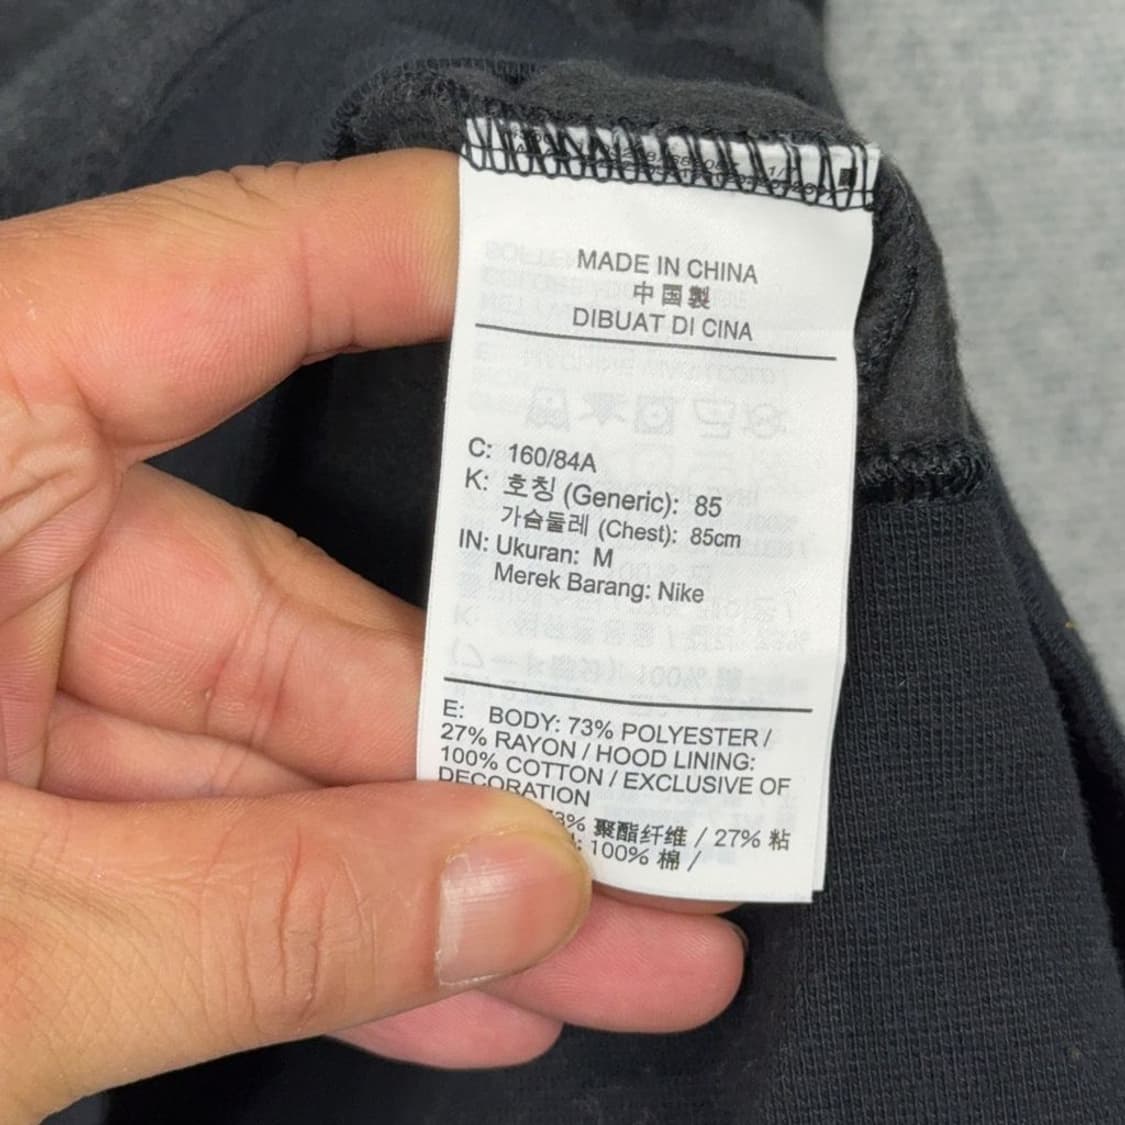 MADE IN CHINA
中国製
DIBUAT DI CINA
C: 160/84A
K: 호칭 (Generic): 85
가슴둘레 (Chest): 85cm
IN: Ukuran: M
Merek Barang: Nike
E: BODY: 73% POLYESTER /
27% RAYON / HOOD LINING:
100% COTTON / EXCLUSIVE OF
DECORATION
73% 聚酯纤维 / 27% 粘
: 100% 棉 /